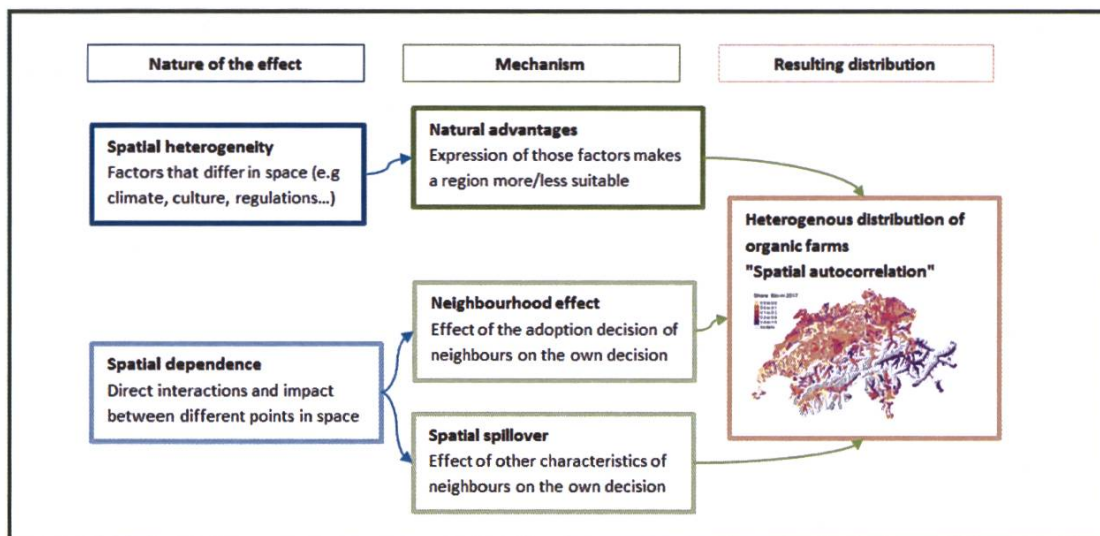 Nature of the effect
Mechanism
Resulting distribution
Spatial heterogeneity
Factors that differ in space (e.g
climate, culture, regulations...)
Natural advantages
Expression of those factors makes
a region more/less suitable
Heterogenous distribution of
organic farms
"Spatial autocorrelation"
Neighbourhood effect
Effect of the adoption decision of
neighbours on the own decision
Spatial dependence
Direct interactions and impact
between different points in space
Spatial spillover
Effect of other characteristics of
neighbours on the own decision